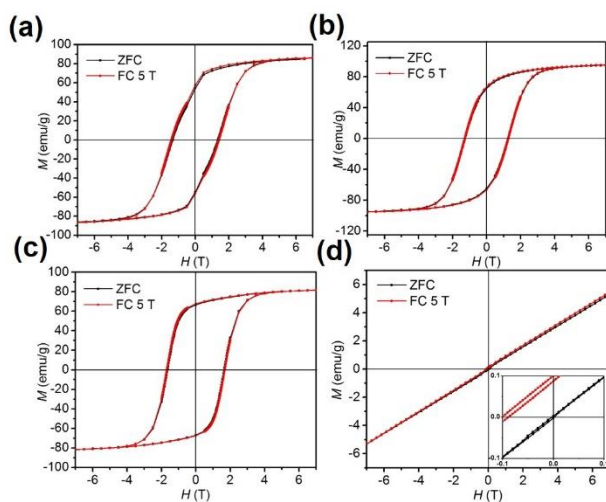 (a)
80
60
40
20
0
-20
-40
-60
-80
-100
M (emu/g)
ZFC
FC 5 T
-6 -4 -2 0 2 4 6
H (T)
(b)
120
80
40
0
-40
-80
-120
M (emu/g)
ZFC
FC 5 T
-6 -4 -2 0 2 4 6
H (T)
(c)
100
80
60
40
20
0
-20
-40
-60
-80
-100
M (emu/g)
ZFC
FC 5 T
-6 -4 -2 0 2 4 6
H (T)
(d)
6
4
2
0
-2
-4
-6
M (emu/g)
ZFC
FC 5 T
0.1
0.0
-0.1
-0.1 0.0 0.1
-6 -4 -2 0 2 4 6
H (T)